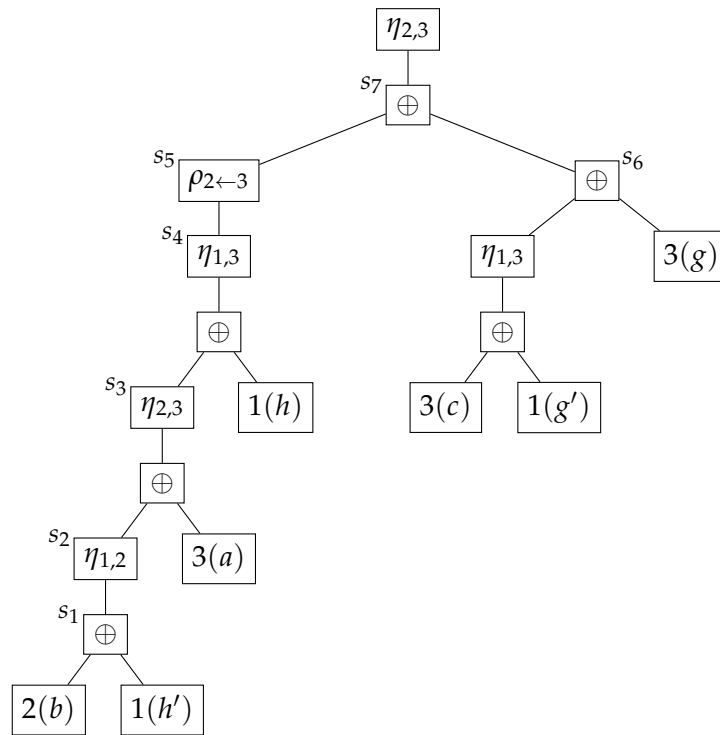 η₂,₃
s₇ ⊕
s₅ ρ₂←₃ ⊕ s₆
s₄ η₁,₃ η₁,₃ 3(g)
⊕ ⊕
s₃ η₂,₃ 1(h) 3(c) 1(g′)
⊕
s₂ η₁,₂ 3(a)
s₁ ⊕
2(b) 1(h′)